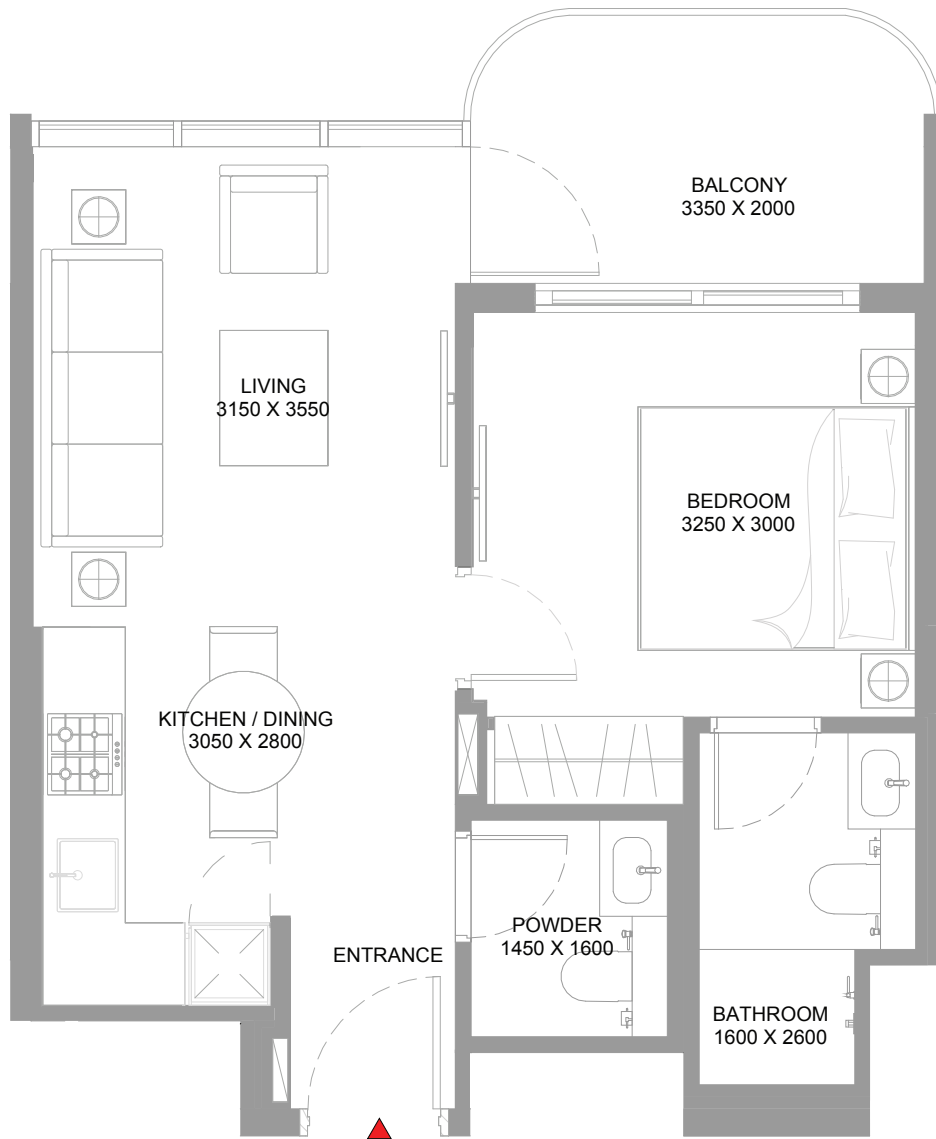 BALCONY
3350 X 2000
LIVING
3150 X 3550
BEDROOM
3250 X 3000
KITCHEN / DINING
3050 X 2800
POWDER
1450 X 1600
ENTRANCE
BATHROOM
1600 X 2600